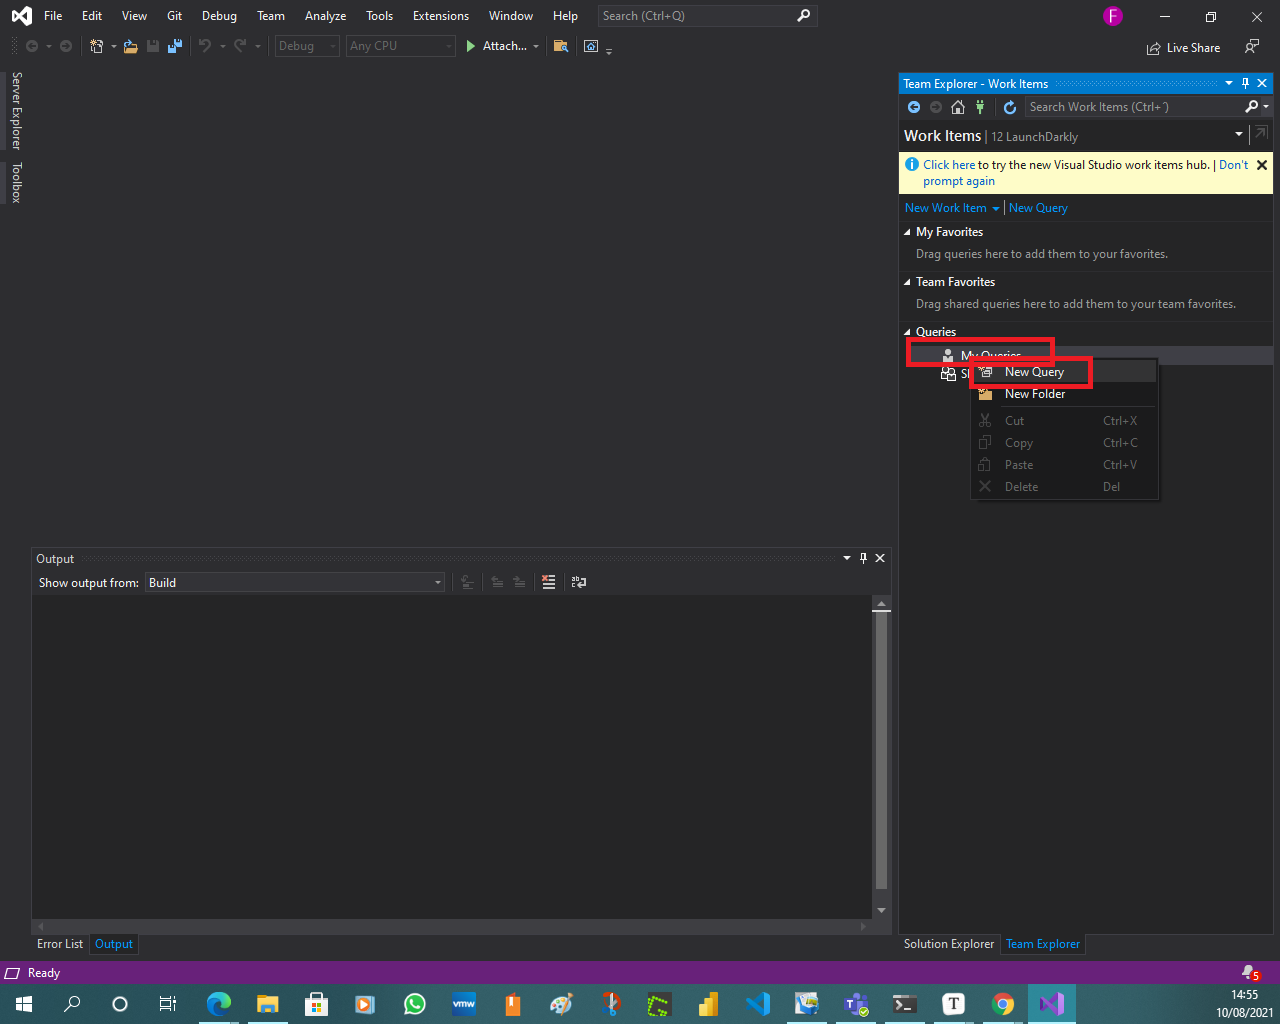 File Edit View Git Debug Team Analyze Tools Extensions Window Help Search (Ctrl+Q) F
Debug Any CPU Attach... Live Share
Server Explorer
Toolbox
Team Explorer - Work Items
Search Work Items (Ctrl+´)
Work Items | 12 LaunchDarkly
Click here to try the new Visual Studio work items hub. | Don't
prompt again
New Work Item New Query
My Favorites
Drag queries here to add them to your favorites.
Team Favorites
Drag shared queries here to add them to your team favorites.
Queries
My Queries
New Query
New Folder
Cut Ctrl+X
Copy Ctrl+C
Paste Ctrl+V
Delete Del
Output
Show output from: Build
Error List Output
Solution Explorer Team Explorer
Ready 5
vmw T
14:55
10/08/2021